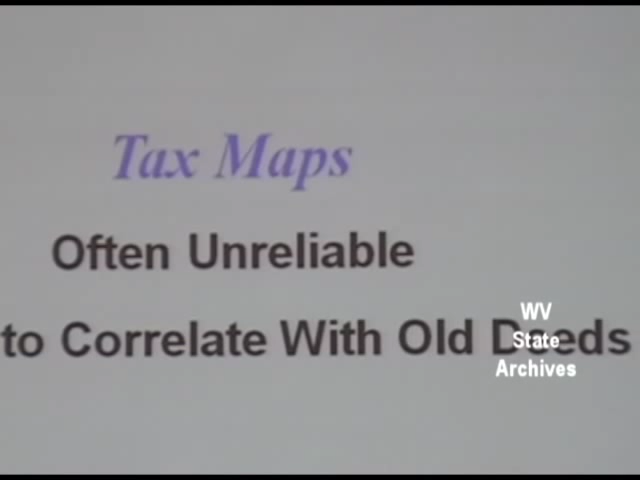 Tax Maps
Often Unreliable
to Correlate With Old Deeds
WV
State
Archives